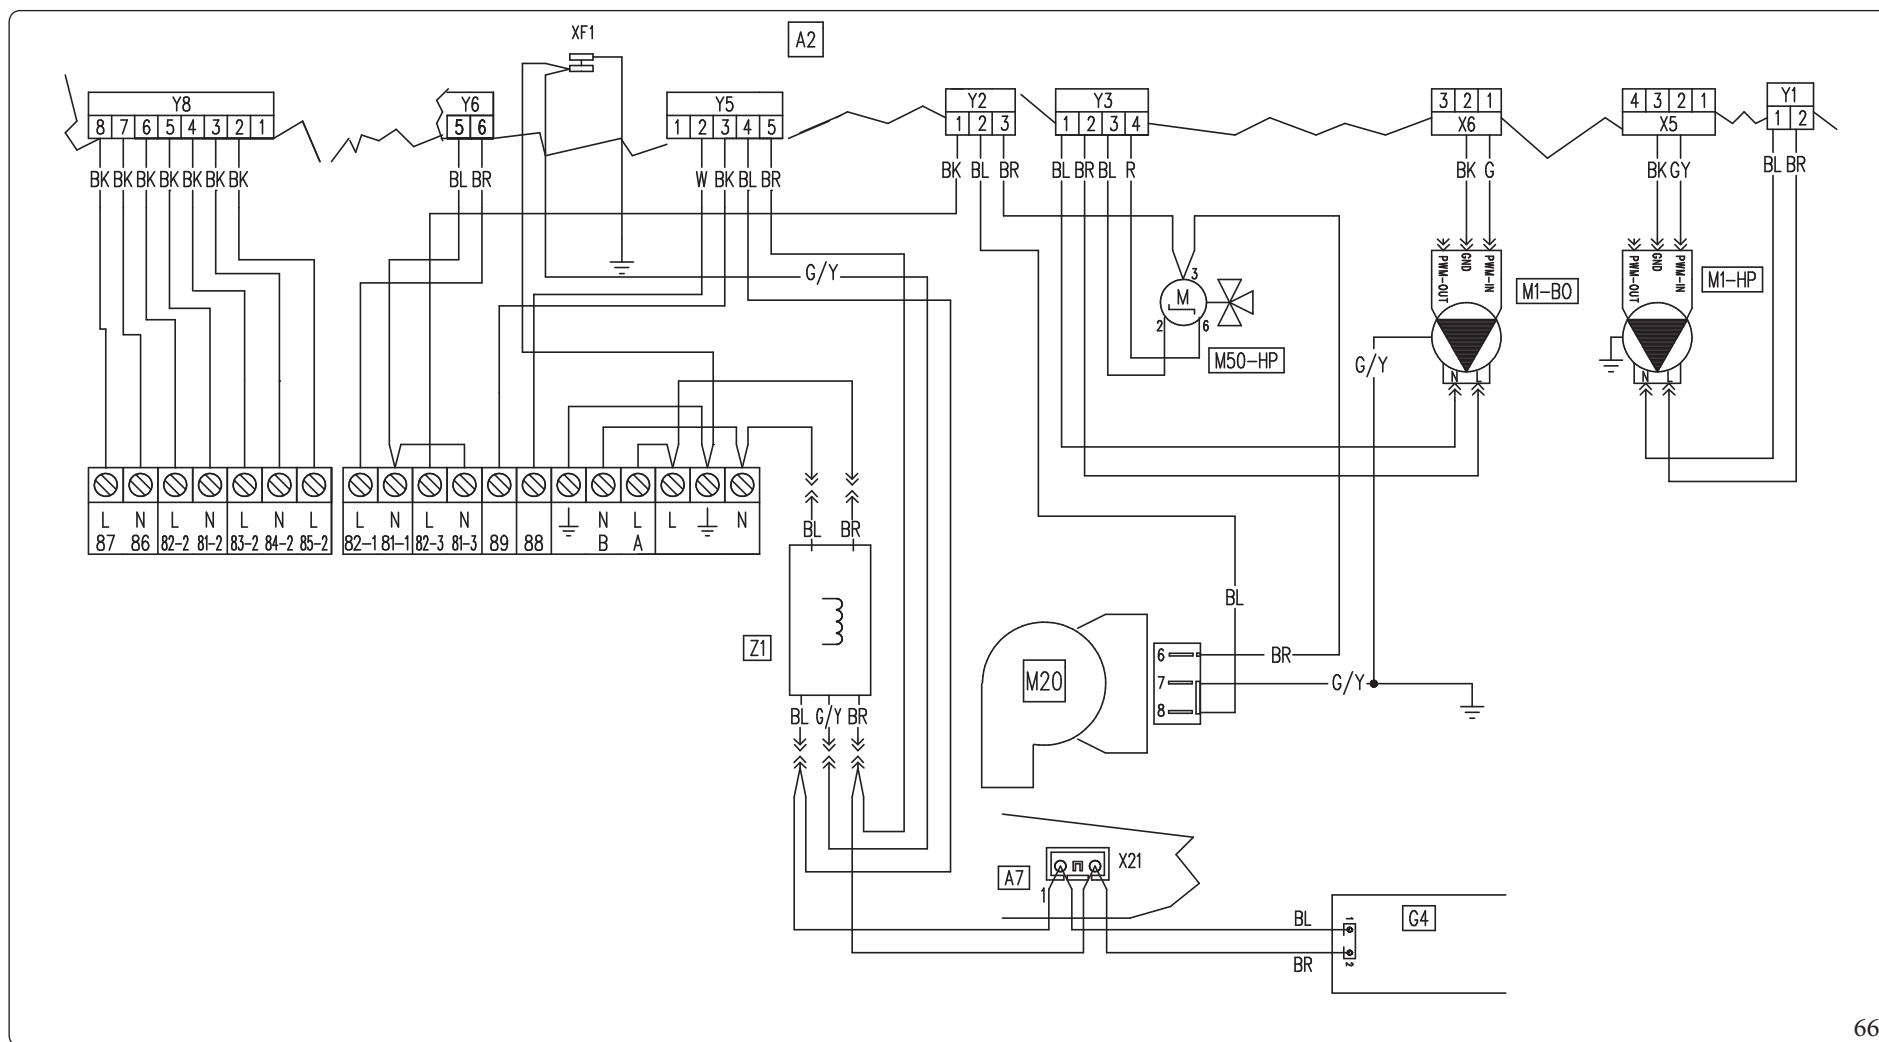 XF1
A2
Y8
Y6
Y5
Y2
Y3
3 2 1
4 3 2 1
Y1
8 7 6 5 4 3 2 1
5 6
1 2 3 4 5
1 2 3
1 2 3 4
X6
X5
1 2
BK BK BK BK BK BK BK
BL BR
W BK BL BR
BK BL BR
BL BR BL R
BK G
BK GY
BL BR
G/Y
3
M
2
6
M50-HP
PWM-OUT
GND
PWM-IN
M1-BO
PWM-OUT
GND
PWM-IN
M1-HP
G/Y
N L
N L
L N L N L N L
87 86 82-2 81-2 83-2 84-2 85-2
L N L N N L L N
82-1 81-1 82-3 81-3 89 88 B A
BL BR
Z1
BL
M20
6
7
8
BR
G/Y
BL G/Y BR
A7
1
X21
BL
BR
1
2
G4
66